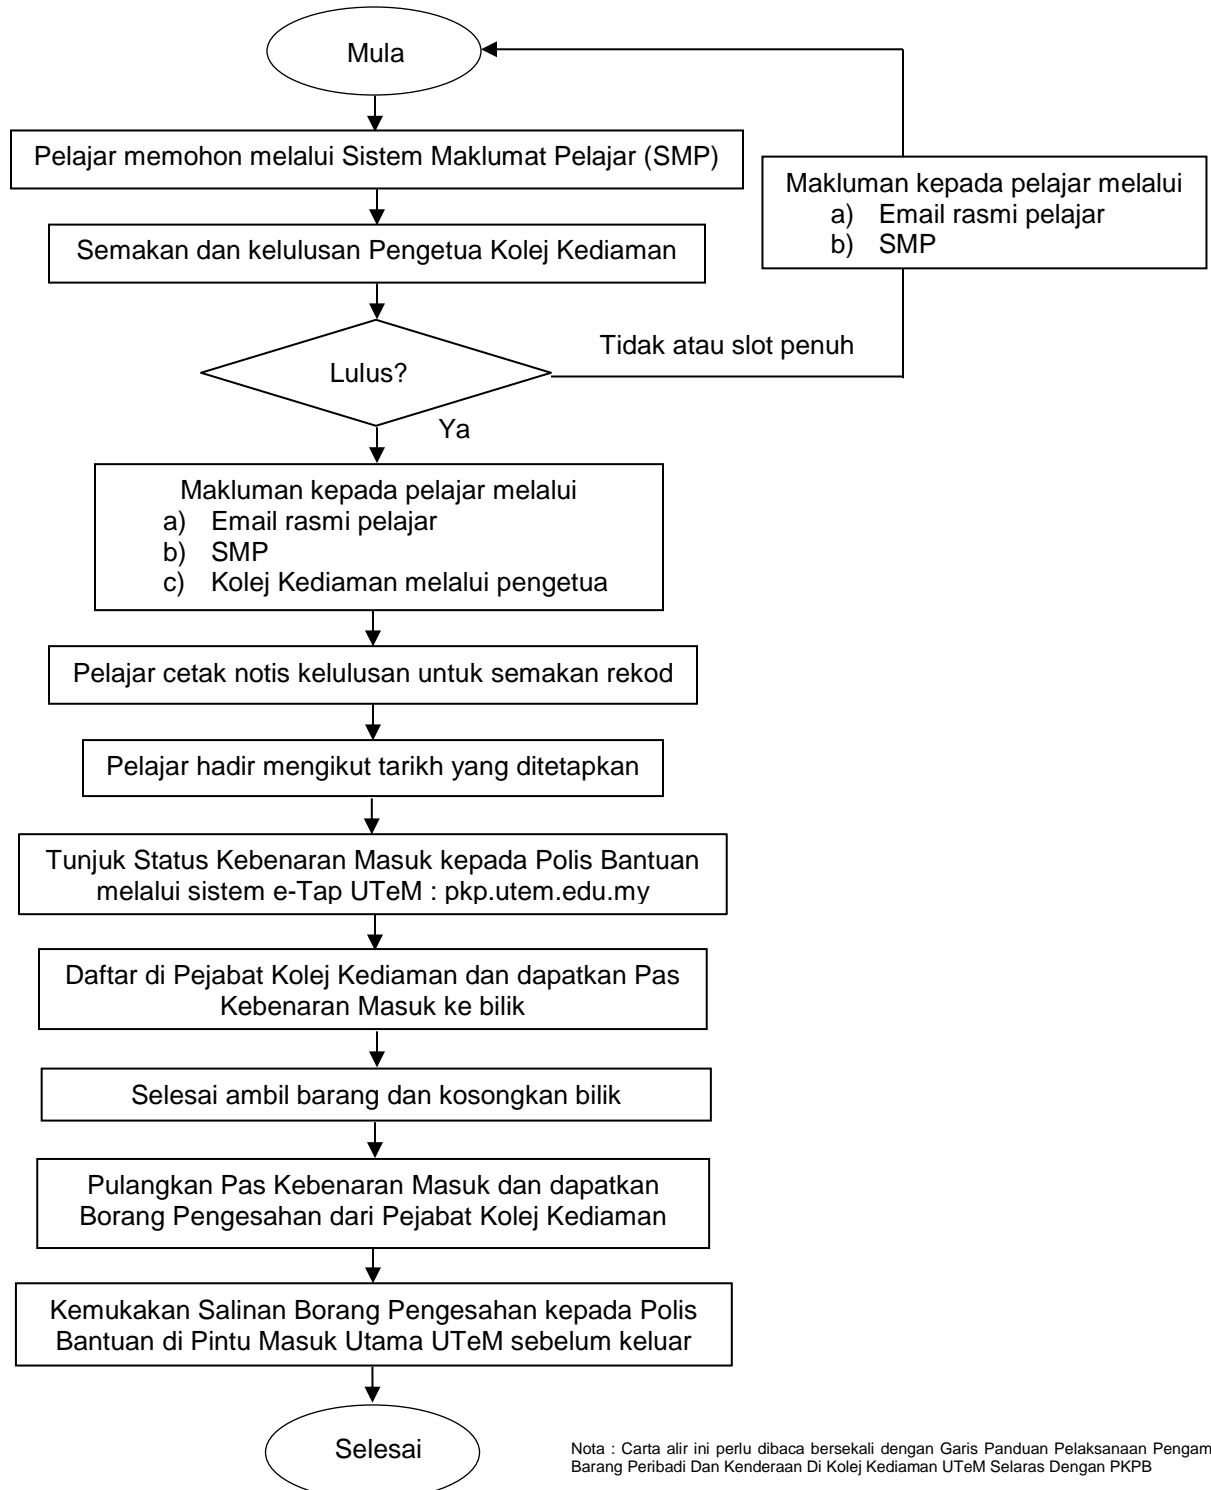 Mula
Pelajar memohon melalui Sistem Maklumat Pelajar (SMP)
Makluman kepada pelajar melalui
a) Email rasmi pelajar
b) SMP
Semakan dan kelulusan Pengetua Kolej Kediaman
Tidak atau slot penuh
Lulus?
Ya
Makluman kepada pelajar melalui
a) Email rasmi pelajar
b) SMP
c) Kolej Kediaman melalui pengetua
Pelajar cetak notis kelulusan untuk semakan rekod
Pelajar hadir mengikut tarikh yang ditetapkan
Tunjuk Status Kebenaran Masuk kepada Polis Bantuan
melalui sistem e-Tap UTeM : pkp.utem.edu.my
Daftar di Pejabat Kolej Kediaman dan dapatkan Pas
Kebenaran Masuk ke bilik
Selesai ambil barang dan kosongkan bilik
Pulangkan Pas Kebenaran Masuk dan dapatkan
Borang Pengesahan dari Pejabat Kolej Kediaman
Kemukakan Salinan Borang Pengesahan kepada Polis
Bantuan di Pintu Masuk Utama UTeM sebelum keluar
Selesai
Nota : Carta alir ini perlu dibaca bersekali dengan Garis Panduan Pelaksanaan Pengam
Barang Peribadi Dan Kenderaan Di Kolej Kediaman UTeM Selaras Dengan PKPB